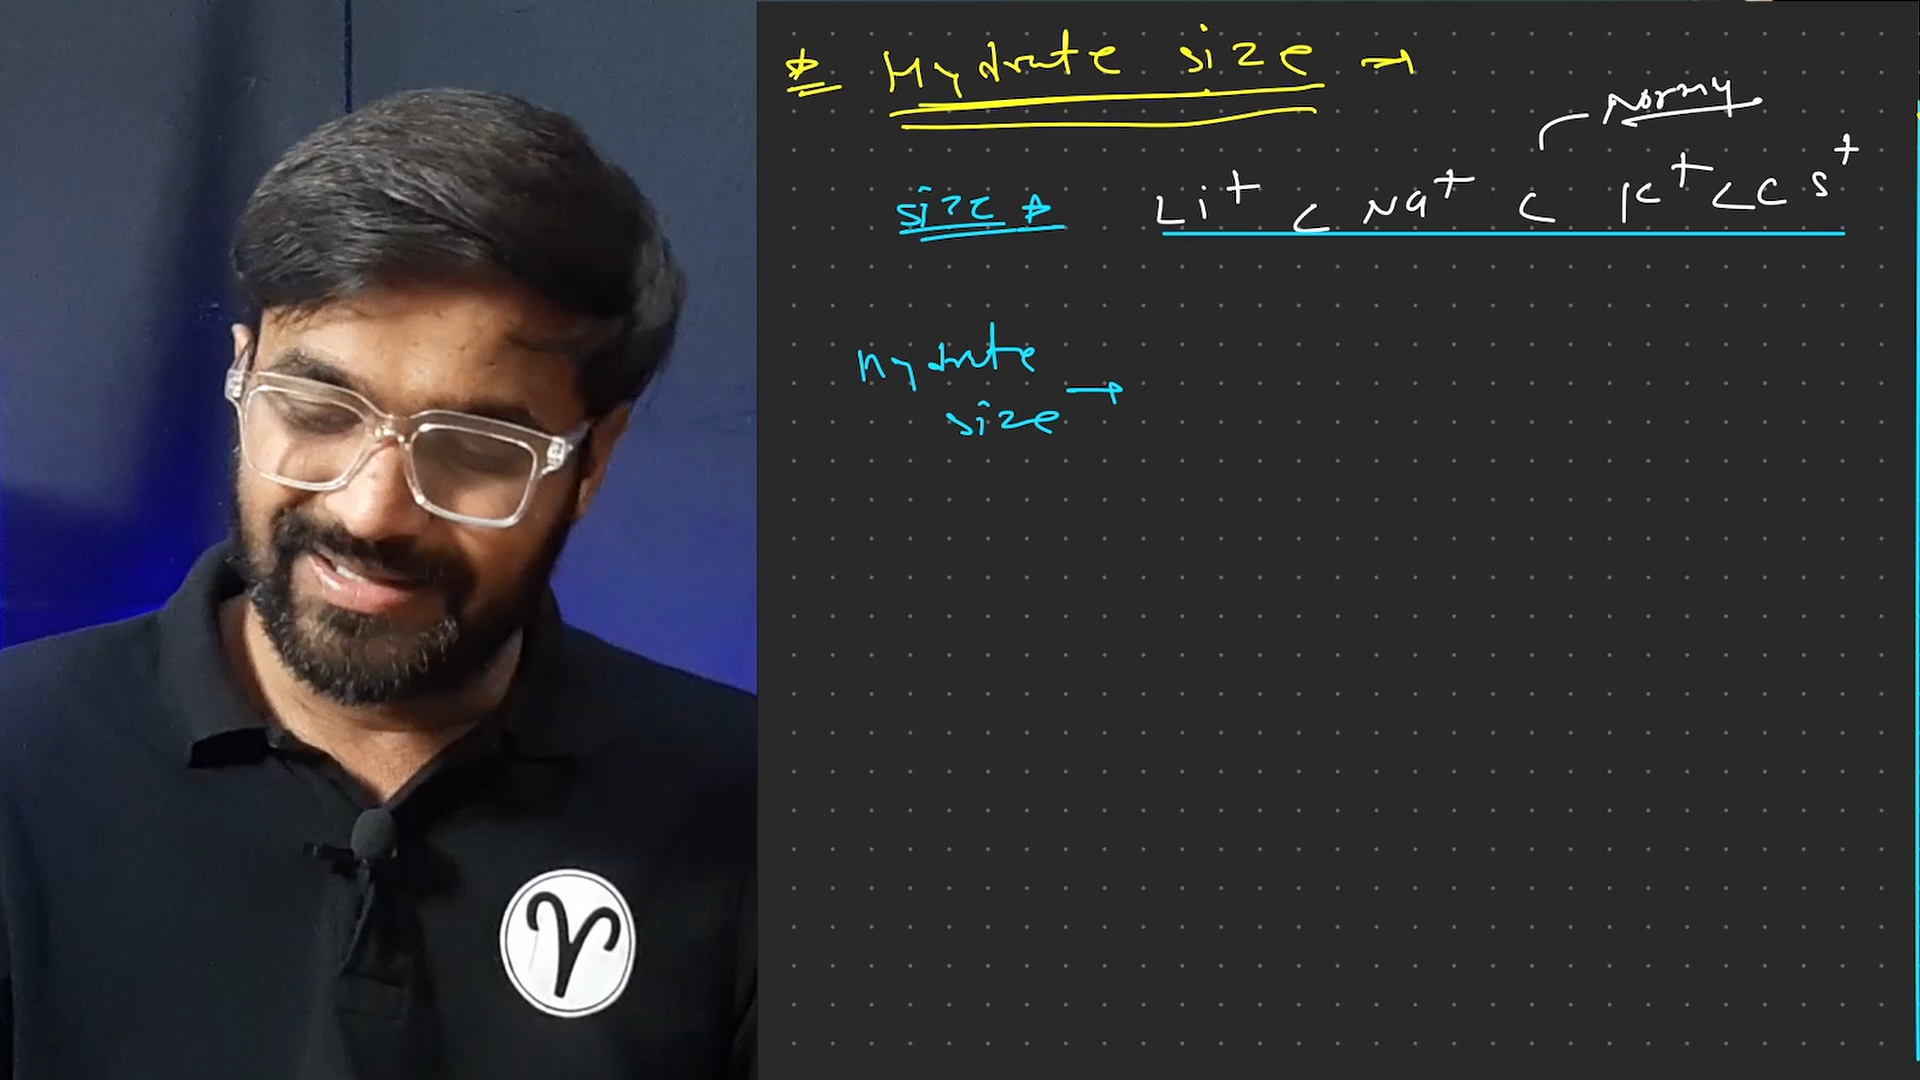 * Hydrate size →
Normy
size * Li+ < Na+ < K+ < Cs+
Hydrate
size →